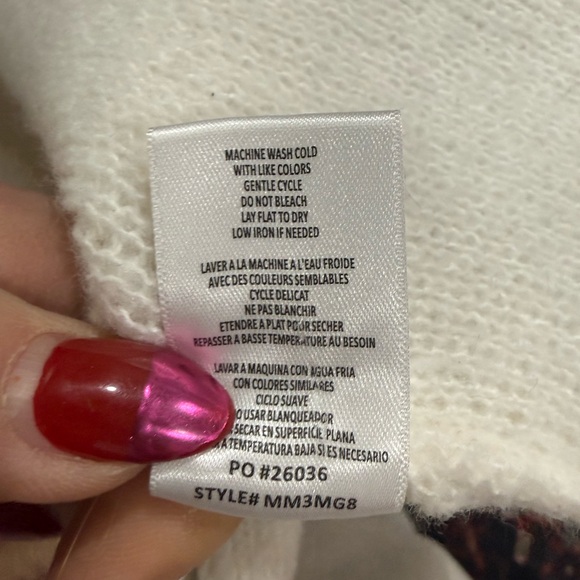 MACHINE WASH COLD
WITH LIKE COLORS
GENTLE CYCLE
DO NOT BLEACH
LAY FLAT TO DRY
LOW IRON IF NEEDED
LAVER A LA MACHINE A L'EAU FROIDE
AVEC DES COULEURS SEMBLABLES
CYCLE DELICAT
NE PAS BLANCHIR
ETENDRE A PLAT POUR SECHER
REPASSER A BASSE TEMPERATURE AU BESOIN
LAVAR A MAQUINA CON AGUA FRIA
CON COLORES SIMILARES
CICLO SUAVE
USAR BLANQUEADOR
SECAR EN SUPERFICIE PLANA
A TEMPERATURA BAJA SI ES NECESARIO
PO #26036
STYLE# MM3MG8